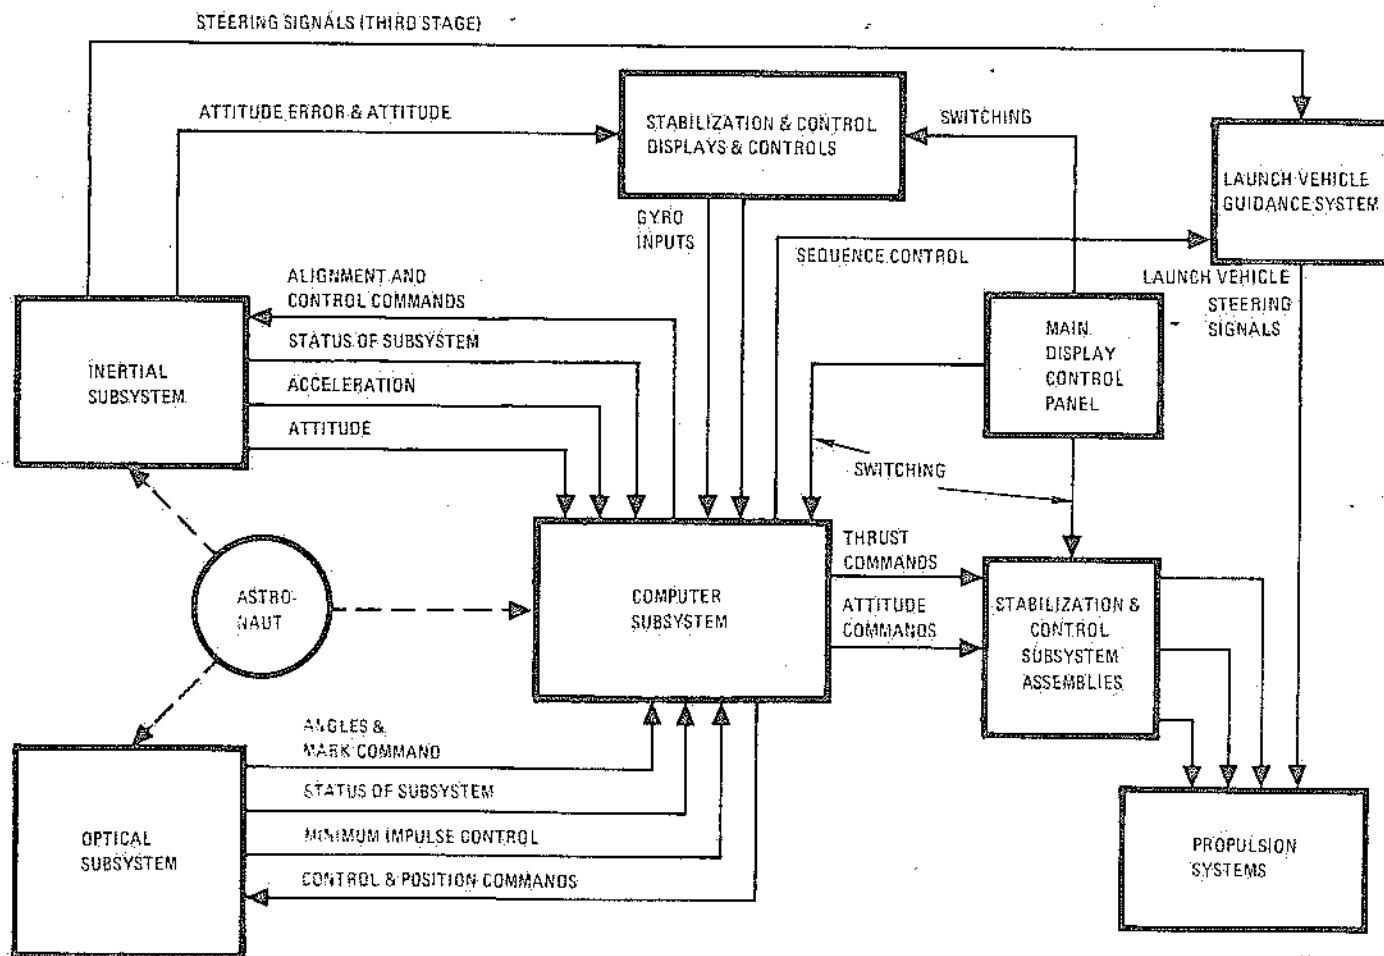 STEERING SIGNALS (THIRD STAGE)
ATTITUDE ERROR & ATTITUDE
STABILIZATION & CONTROL
DISPLAYS & CONTROLS
SWITCHING
LAUNCH VEHICLE
GUIDANCE SYSTEM
GYRO
INPUTS
SEQUENCE CONTROL
LAUNCH VEHICLE
STEERING
SIGNALS
ALIGNMENT AND
CONTROL COMMANDS
STATUS OF SUBSYSTEM
ACCELERATION
ATTITUDE
INERTIAL
SUBSYSTEM
MAIN
DISPLAY
CONTROL
PANEL
SWITCHING
ASTRO-
NAUT
COMPUTER
SUBSYSTEM
THRUST
COMMANDS
ATTITUDE
COMMANDS
STABILIZATION &
CONTROL
SUBSYSTEM
ASSEMBLIES
ANGLES &
MARK COMMAND
STATUS OF SUBSYSTEM
MINIMUM IMPULSE CONTROL
CONTROL & POSITION COMMANDS
OPTICAL
SUBSYSTEM
PROPULSION
SYSTEMS